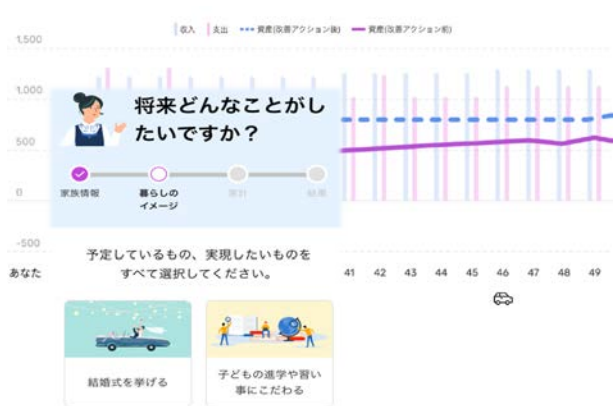 収入 支出 資産(改善アクション後) 資産(改善アクション前)
1,500
1,000
500
0
-500
将来どんなことがし
たいですか？
家族情報 暮らしの
イメージ
家計 結果
予定しているもの、実現したいものを
すべて選択してください。
あなた 41 42 43 44 45 46 47 48 49
結婚式を挙げる
子どもの進学や習い
事にこだわる